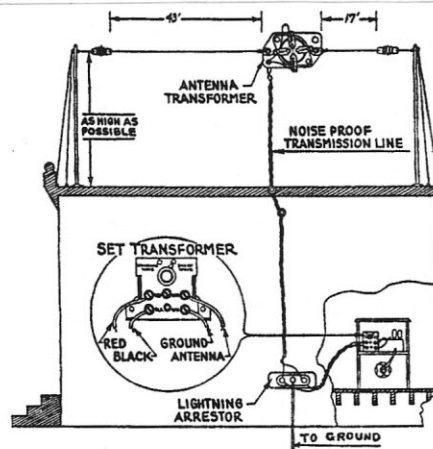 43' 17'
ANTENNA
TRANSFORMER
AS HIGH AS
POSSIBLE
NOISE PROOF
TRANSMISSION LINE
SET TRANSFORMER
RED
BLACK
GROUND
ANTENNA
LIGHTNING
ARRESTOR
TO GROUND